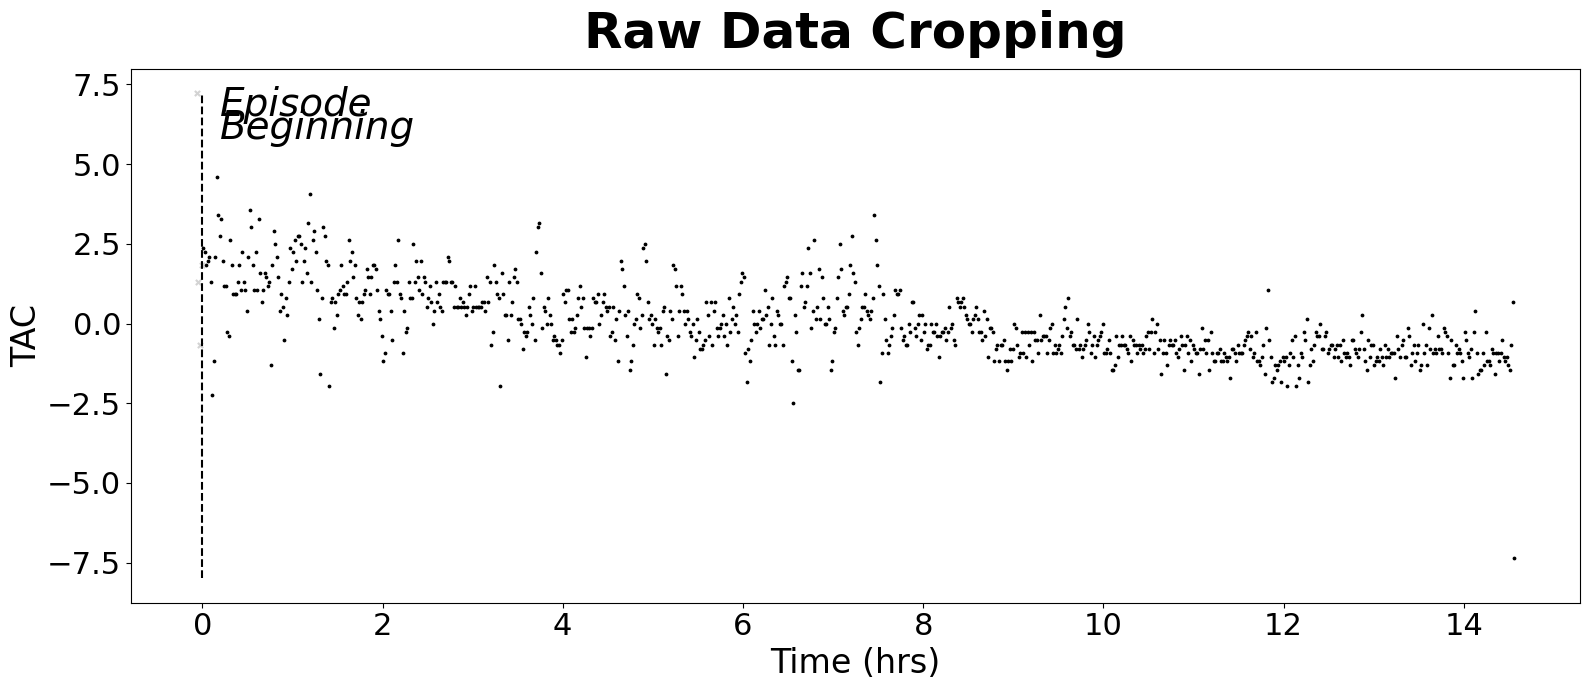 Raw Data Cropping
7.5
Episode
Beginning
5.0
2.5
0.0
−2.5
−5.0
−7.5
TAC
0 2 4 6 8 10 12 14
Time (hrs)